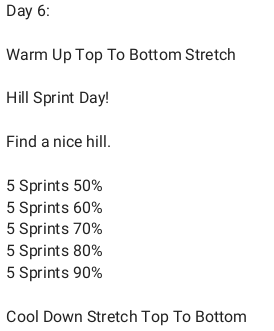 Day 6:
Warm Up Top To Bottom Stretch
Hill Sprint Day!
Find a nice hill.
5 Sprints 50%
5 Sprints 60%
5 Sprints 70%
5 Sprints 80%
5 Sprints 90%
Cool Down Stretch Top To Bottom